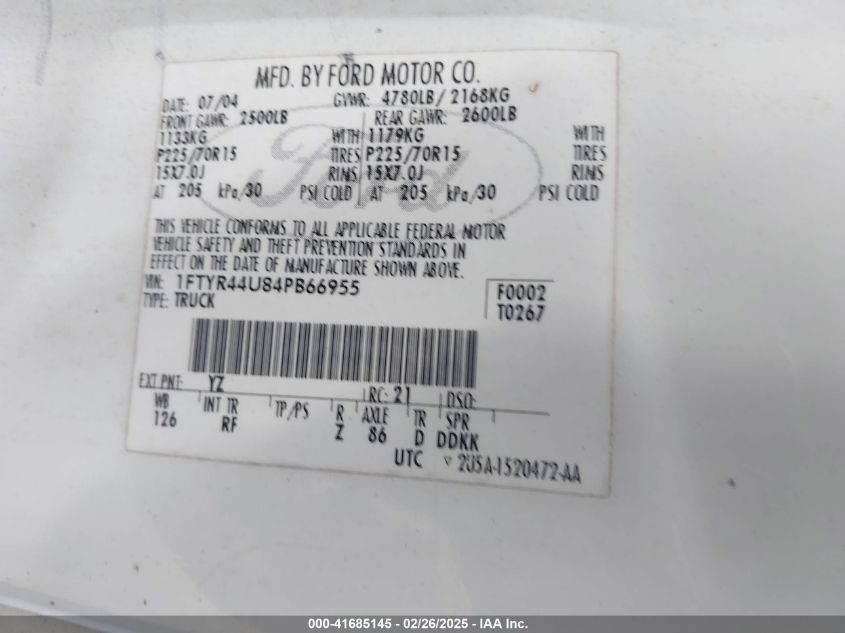 MFD. BY FORD MOTOR CO.
DATE: 07/04 GVWR: 4780LB/ 2168KG
FRONT GAWR: 2500LB REAR GAWR: 2600LB
1133KG WITH 1179KG WITH
P225/70R15 TIRES P225/70R15 TIRES
15X7.0J RIMS 15X7.0J RIMS
AT 205 kPa/30 PSI COLD AT 205 kPa/30 PSI COLD
Ford
THIS VEHICLE CONFORMS TO ALL APPLICABLE FEDERAL MOTOR
VEHICLE SAFETY AND THEFT PREVENTION STANDARDS IN
EFFECT ON THE DATE OF MANUFACTURE SHOWN ABOVE.
VIN: 1FTYR44U84PB66955 F0002
TYPE: TRUCK T0267
EXT PNT: YZ RC: 21 DSO:
WB INT TR TP/PS R AXLE TR SPR
126 RF Z 86 D DDKK
UTC ▽ 2U5A-1520472-AA
000-41685145 - 02/26/2025 - IAA Inc.